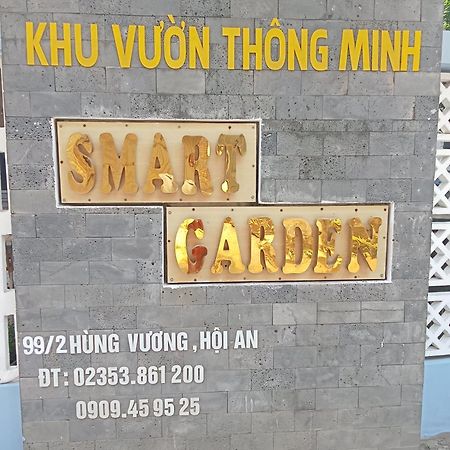 KHU VƯỜN THÔNG MINH
SMART
GARDEN
99/2 HÙNG VƯƠNG , HỘI AN
ĐT : 02353.861 200
0909.45 95 25